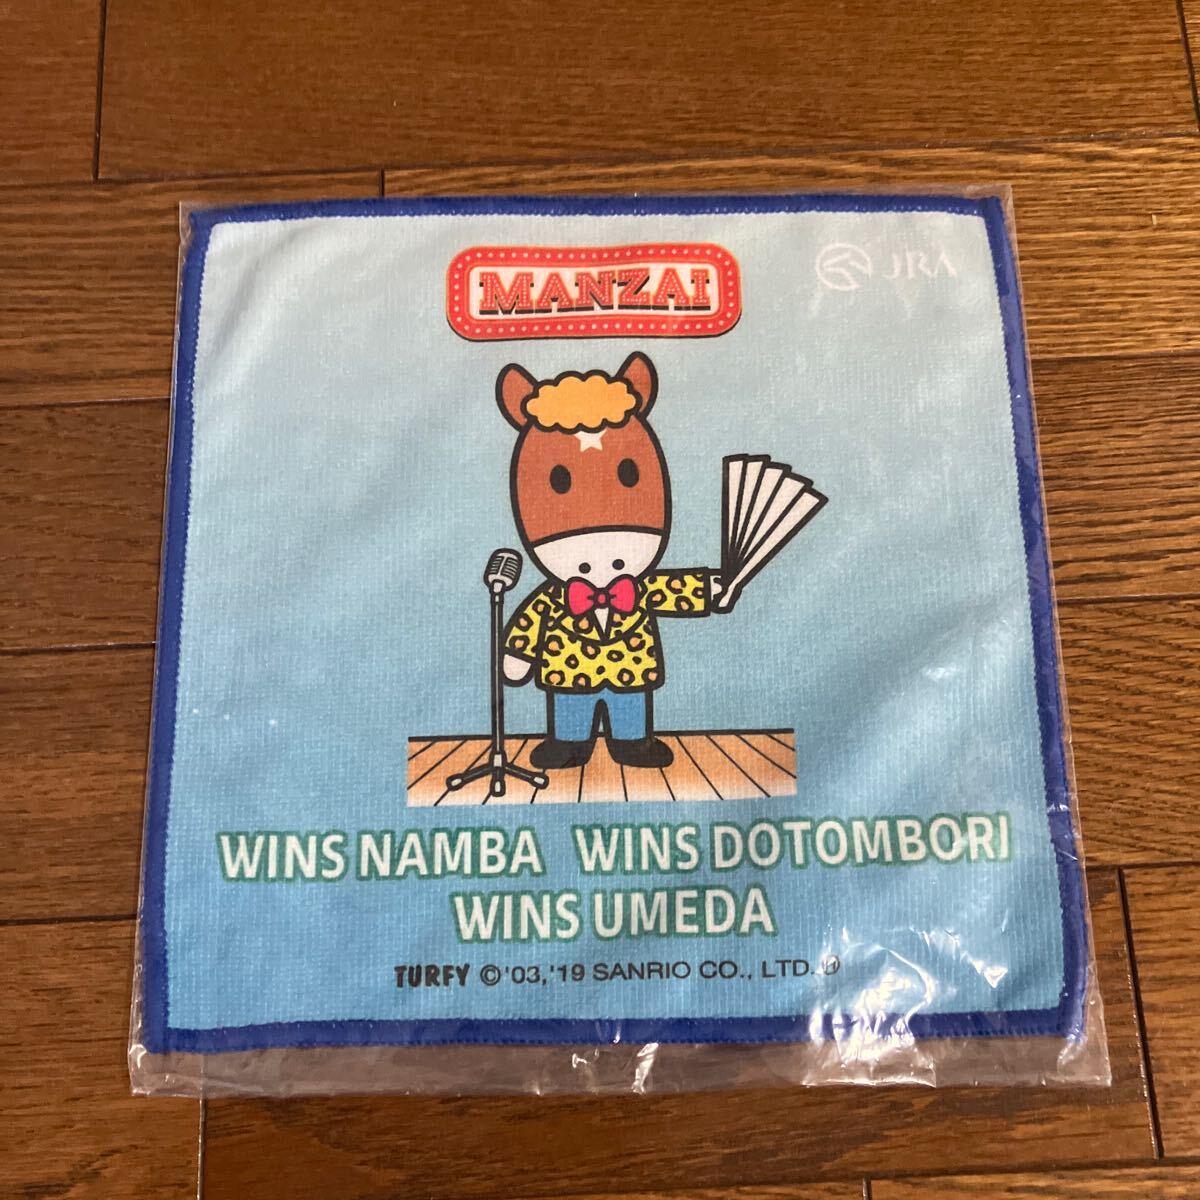 MANZAI
JRA
WINS NAMBA WINS DOTOMBORI
WINS UMEDA
TURFY ©'03,'19 SANRIO CO., LTD. Ⓗ